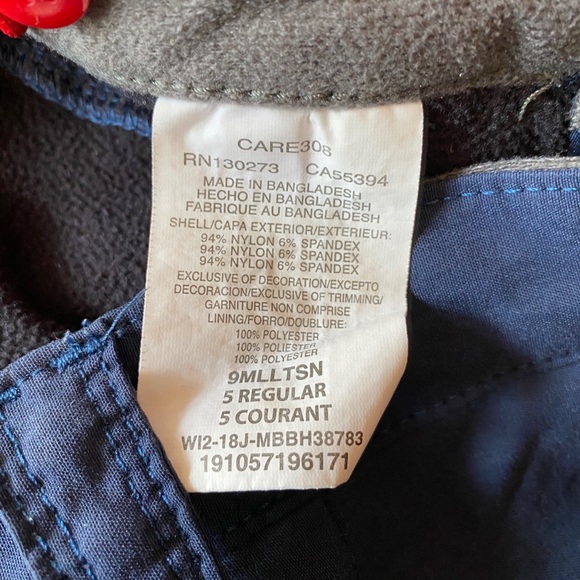 CARE308
RN130273 CA55394
MADE IN BANGLADESH
HECHO EN BANGLADESH
FABRIQUE AU BANGLADESH
SHELL/CAPA EXTERIOR/EXTERIEUR:
94% NYLON 6% SPANDEX
94% NYLON 6% SPANDEX
94% NYLON 6% SPANDEX
EXCLUSIVE OF DECORATION/EXCEPTO
DECORACION/EXCLUSIVE OF TRIMMING/
GARNITURE NON COMPRISE
LINING/FORRO/DOUBLURE:
100% POLYESTER
100% POLIESTER
100% POLYESTER
9MLLTSN
5 REGULAR
5 COURANT
WI2-18J-MBBH38783
191057196171